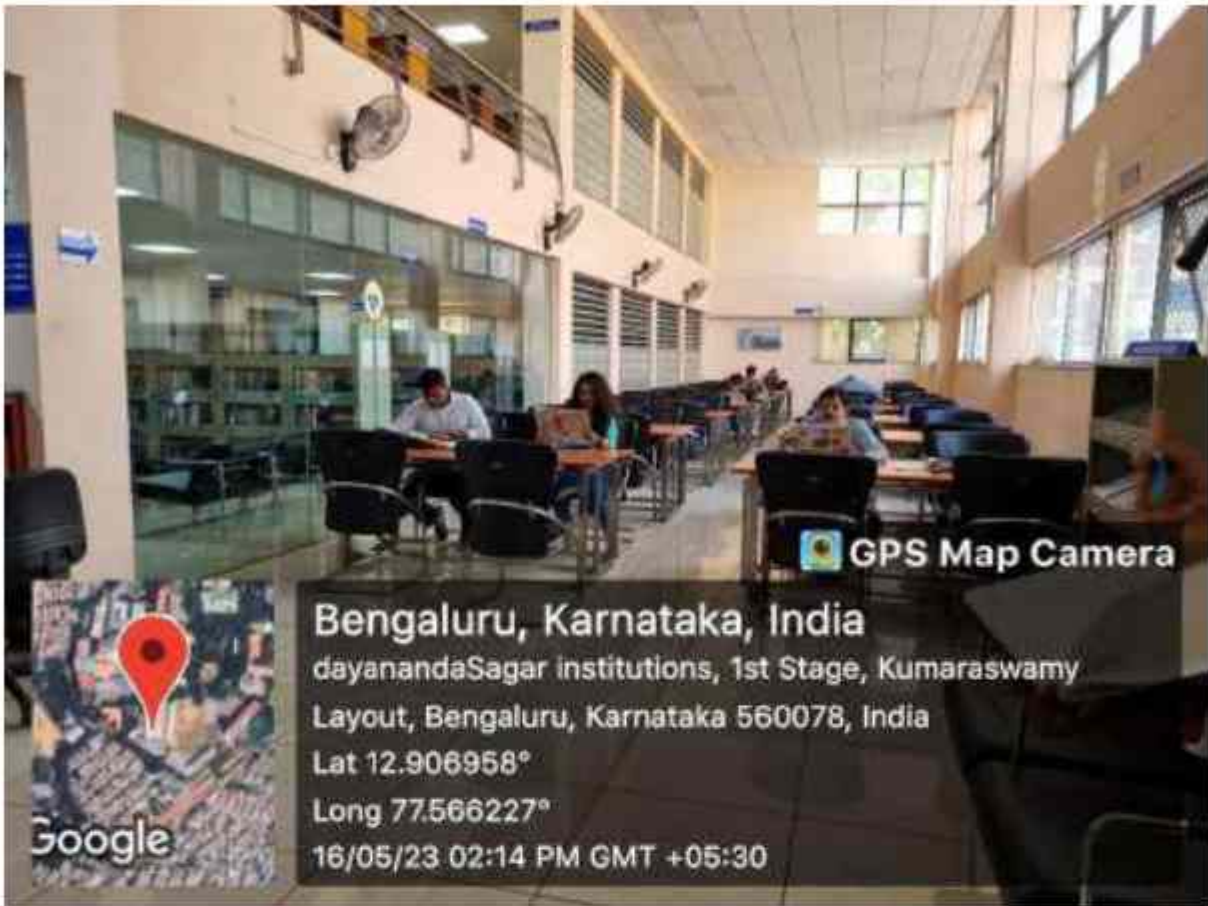 GPS Map Camera
Bengaluru, Karnataka, India
dayanandaSagar institutions, 1st Stage, Kumaraswamy
Layout, Bengaluru, Karnataka 560078, India
Lat 12.906958°
Long 77.566227°
16/05/23 02:14 PM GMT +05:30
Google